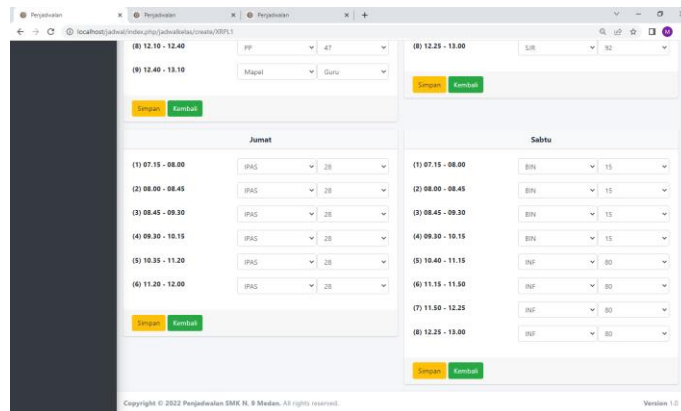 Penjadwalan
Penjadwalan
Penjadwalan
localhost/jadwal/index.php/jadwalkelas/create/XRPL1
M
(8) 12.10 - 12.40 PP 47
(9) 12.40 - 13.10 Mapel Guru
Simpan Kembali
(8) 12.25 - 13.00 SJR 92
Simpan Kembali
Jumat
(1) 07.15 - 08.00 IPAS 28
(2) 08.00 - 08.45 IPAS 28
(3) 08.45 - 09.30 IPAS 28
(4) 09.30 - 10.15 IPAS 28
(5) 10.35 - 11.20 IPAS 28
(6) 11.20 - 12.00 IPAS 28
Simpan Kembali
Sabtu
(1) 07.15 - 08.00 BIN 15
(2) 08.00 - 08.45 BIN 15
(3) 08.45 - 09.30 BIN 15
(4) 09.30 - 10.15 BIN 15
(5) 10.40 - 11.15 INF 80
(6) 11.15 - 11.50 INF 80
(7) 11.50 - 12.25 INF 80
(8) 12.25 - 13.00 INF 80
Simpan Kembali
Copyright © 2022 Penjadwalan SMK N. 9 Medan. All rights reserved. Version 1.0